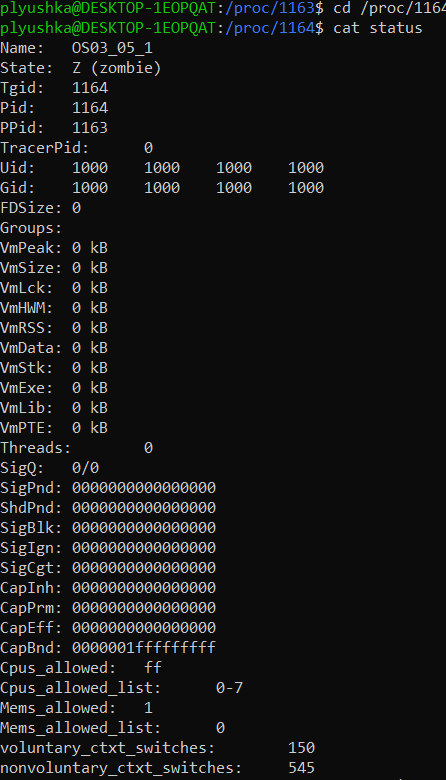 plyushka@DESKTOP-1EOPQAT:/proc/1163$ cd /proc/1164
plyushka@DESKTOP-1EOPQAT:/proc/1164$ cat status
Name:   OS03_05_1
State:  Z (zombie)
Tgid:   1164
Pid:    1164
PPid:   1163
TracerPid:      0
Uid:    1000    1000    1000    1000
Gid:    1000    1000    1000    1000
FDSize: 0
Groups:
VmPeak: 0 kB
VmSize: 0 kB
VmLck:  0 kB
VmHWM:  0 kB
VmRSS:  0 kB
VmData: 0 kB
VmStk:  0 kB
VmExe:  0 kB
VmLib:  0 kB
VmPTE:  0 kB
Threads:        0
SigQ:   0/0
SigPnd: 0000000000000000
ShdPnd: 0000000000000000
SigBlk: 0000000000000000
SigIgn: 0000000000000000
SigCgt: 0000000000000000
CapInh: 0000000000000000
CapPrm: 0000000000000000
CapEff: 0000000000000000
CapBnd: 0000001fffffffff
Cpus_allowed:   ff
Cpus_allowed_list:      0-7
Mems_allowed:   1
Mems_allowed_list:      0
voluntary_ctxt_switches:        150
nonvoluntary_ctxt_switches:     545